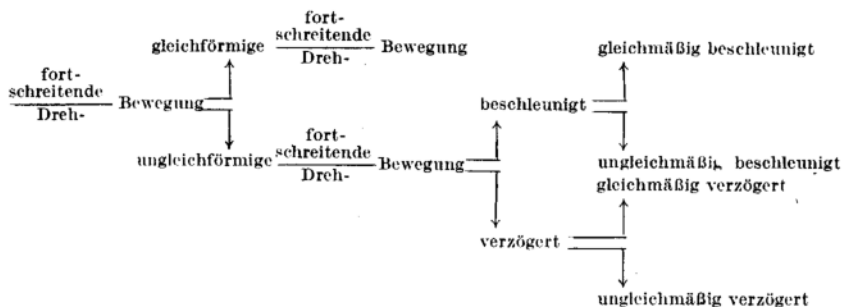 fort-
gleichförmige schreitende Bewegung gleichmäßig beschleunigt
Dreh-
fort-
schreitende Bewegung beschleunigt
Dreh-
fort-
ungleichförmige schreitende Bewegung ungleichmäßig beschleunigt
Dreh- gleichmäßig verzögert
verzögert
ungleichmäßig verzögert